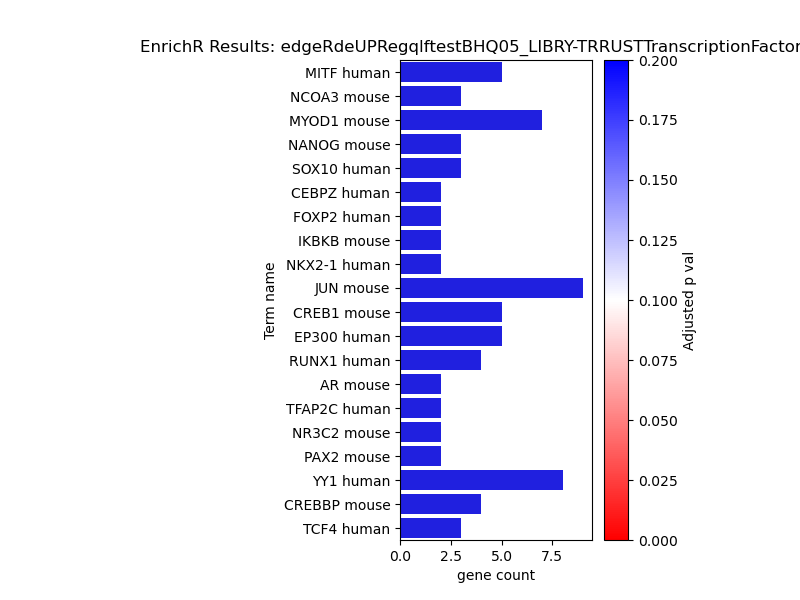 EnrichR Results: edgeRdeUPRegqlftestBHQ05_LIBRY-TRRUSTTranscriptionFactor
MITF human
NCOA3 mouse
MYOD1 mouse
NANOG mouse
SOX10 human
CEBPZ human
FOXP2 human
IKBKB mouse
NKX2-1 human
JUN mouse
CREB1 mouse
EP300 human
RUNX1 human
AR mouse
TFAP2C human
NR3C2 mouse
PAX2 mouse
YY1 human
CREBBP mouse
TCF4 human
Term name
0.0 2.5 5.0 7.5
gene count
0.200
0.175
0.150
0.125
0.100
0.075
0.050
0.025
0.000
Adjusted p val